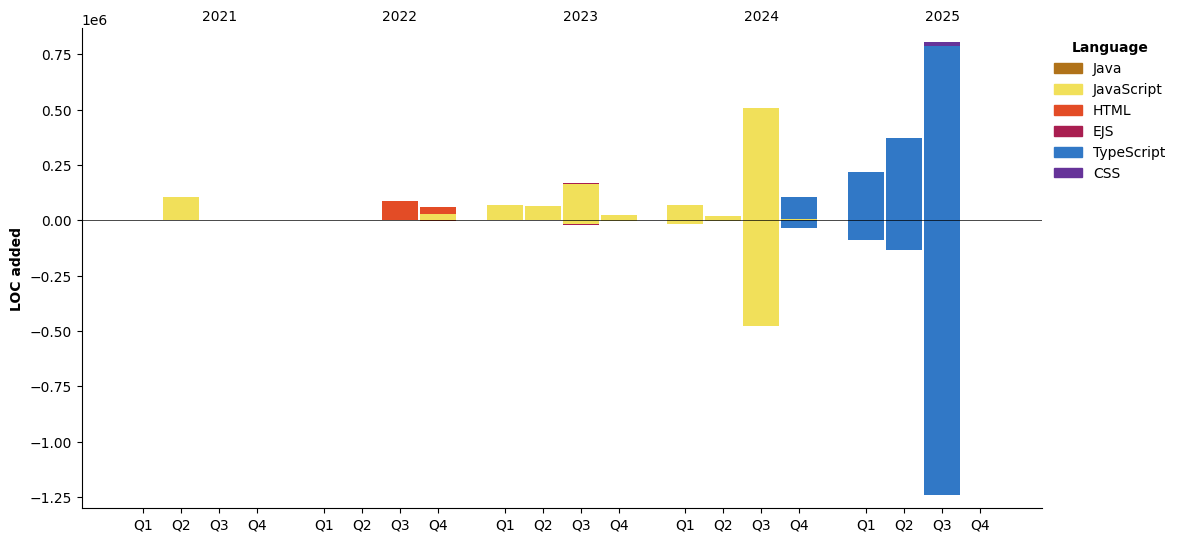 2021 2022 2023 2024 2025
1e6
0.75
0.50
0.25
0.00
−0.25
−0.50
−0.75
−1.00
−1.25
LOC added
Q1 Q2 Q3 Q4 Q1 Q2 Q3 Q4 Q1 Q2 Q3 Q4 Q1 Q2 Q3 Q4 Q1 Q2 Q3 Q4
Language
Java
JavaScript
HTML
EJS
TypeScript
CSS